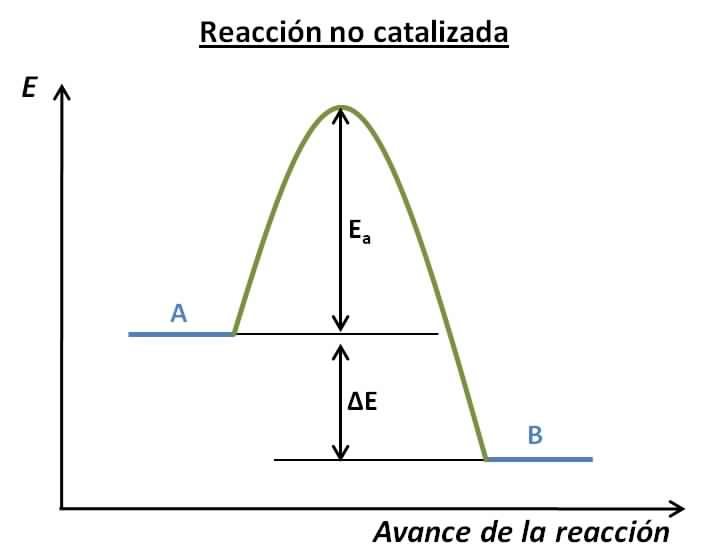 Reacción no catalizada
E
Eₐ
A
ΔE
B
Avance de la reacción